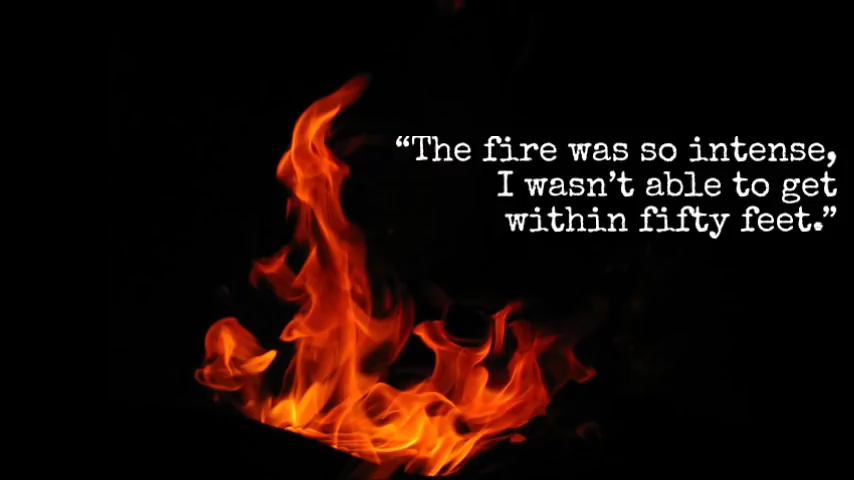 “The fire was so intense,
I wasn’t able to get
within fifty feet.”